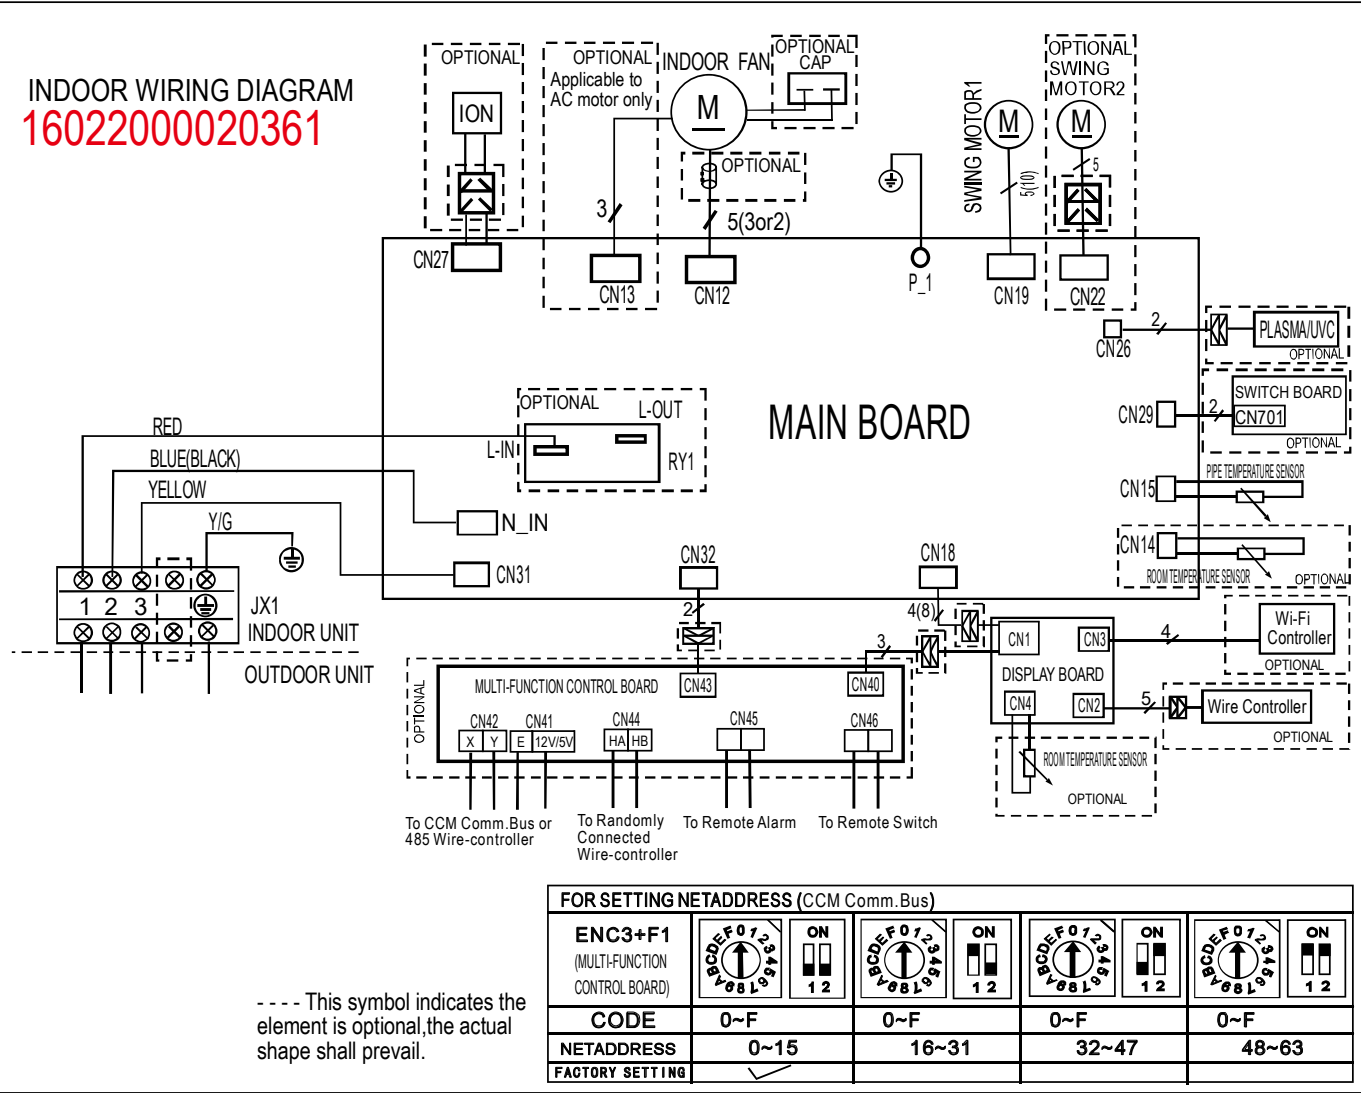 INDOOR WIRING DIAGRAM
16022000020361
OPTIONAL
ION
CN27
OPTIONAL
Applicable to
AC motor only
3
CN13
INDOOR FAN
M
OPTIONAL
CAP
OPTIONAL
5(3or2)
CN12
P_1
SWING MOTOR1
M
5(10)
CN19
OPTIONAL
SWING
MOTOR2
M
5
CN22
CN26
2
PLASMA/UVC
OPTIONAL
CN29
2
SWITCH BOARD
CN701
OPTIONAL
CN15
PIPE TEMPERATURE SENSOR
CN14
ROOM TEMPERATURE SENSOR
OPTIONAL
MAIN BOARD
OPTIONAL
L-OUT
L-IN
RY1
RED
BLUE(BLACK)
YELLOW
Y/G
N_IN
CN31
1 2 3
JX1
INDOOR UNIT
OUTDOOR UNIT
CN32
2
CN18
4(8)
3
CN1
CN3
DISPLAY BOARD
CN4
CN2
4
Wi-Fi
Controller
OPTIONAL
5
Wire Controller
OPTIONAL
ROOM TEMPERATURE SENSOR
OPTIONAL
OPTIONAL
MULTI-FUNCTION CONTROL BOARD
CN43
CN40
CN42
X Y
CN41
E 12V/5V
CN44
HA HB
CN45
CN46
To CCM Comm.Bus or
485 Wire-controller
To Randomly
Connected
Wire-controller
To Remote Alarm
To Remote Switch
FOR SETTING NETADDRESS (CCM Comm.Bus)
ENC3+F1
(MULTI-FUNCTION
CONTROL BOARD)
0123456789ABCDEF
ON
1 2
0123456789ABCDEF
ON
1 2
0123456789ABCDEF
ON
1 2
0123456789ABCDEF
ON
1 2
CODE 0~F 0~F 0~F 0~F
NETADDRESS 0~15 16~31 32~47 48~63
FACTORY SETTING
- - - - This symbol indicates the
element is optional,the actual
shape shall prevail.